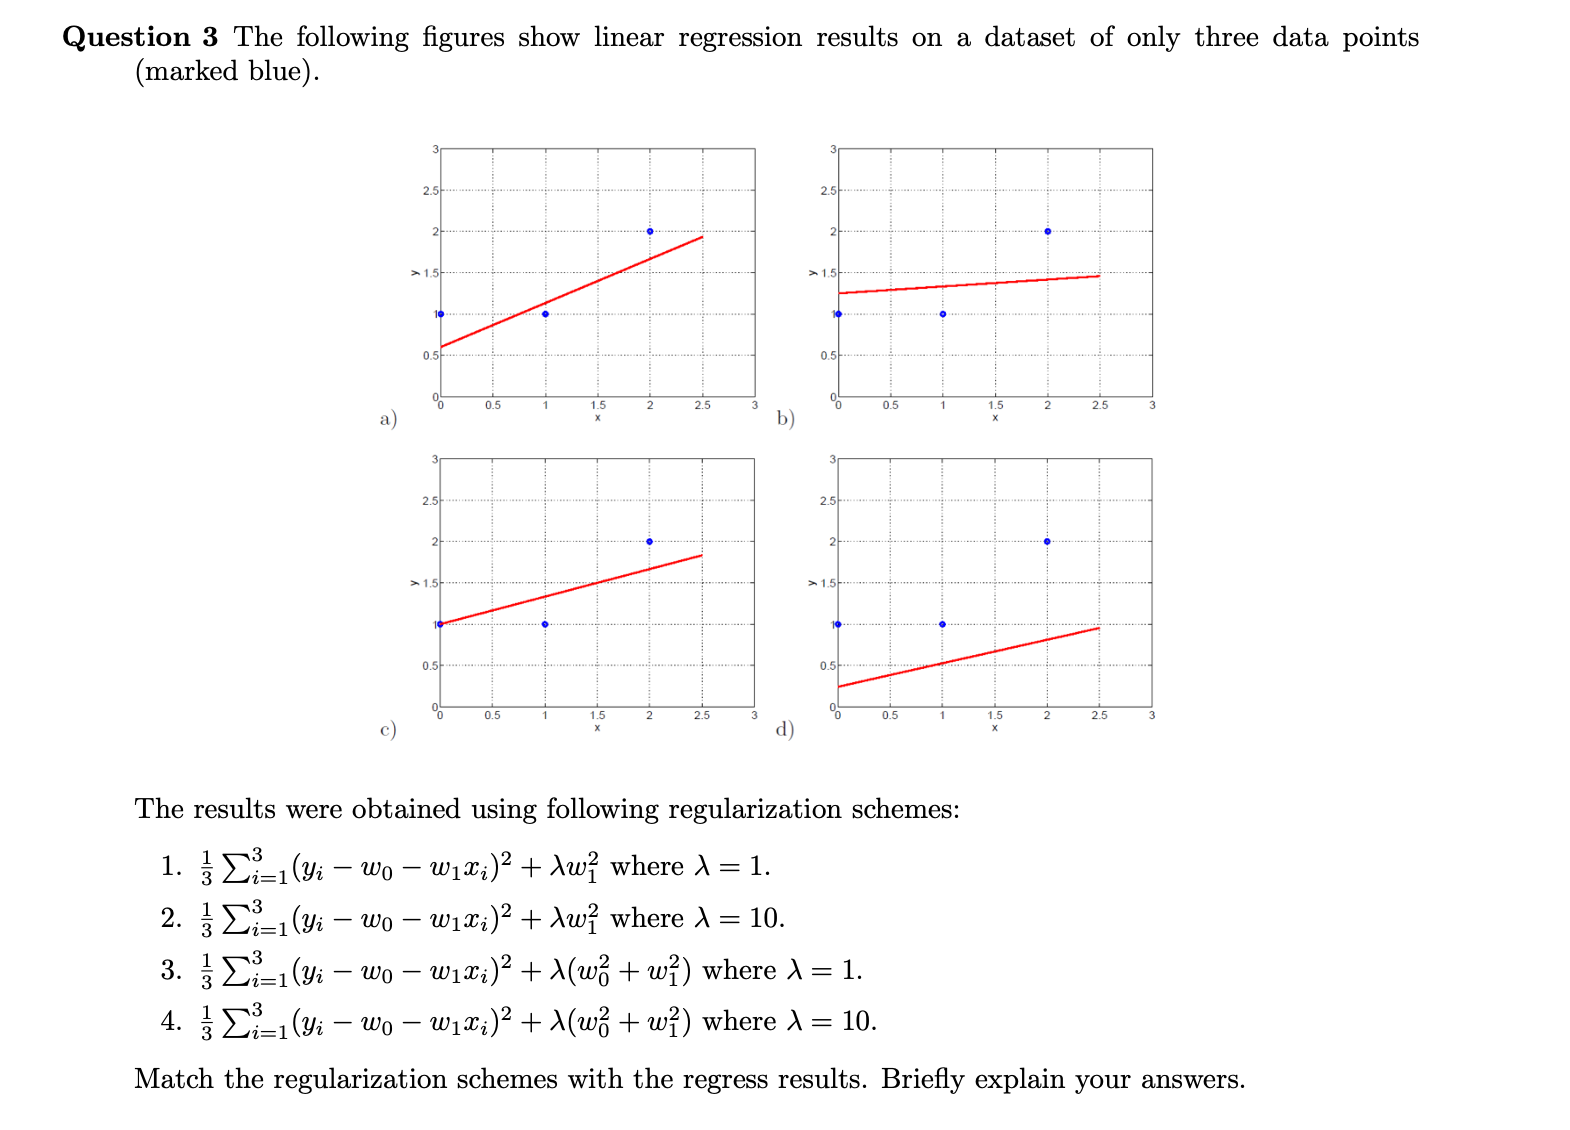 Question 3 The following figures show linear regression results on a dataset of only three data points
(marked blue).
3
2.5
2
y 1.5
1
0.5
0
0 0.5 1 1.5 2 2.5 3
x
a)
3
2.5
2
y 1.5
1
0.5
0
0 0.5 1 1.5 2 2.5 3
x
b)
3
2.5
2
y 1.5
1
0.5
0
0 0.5 1 1.5 2 2.5 3
x
c)
3
2.5
2
y 1.5
1
0.5
0
0 0.5 1 1.5 2 2.5 3
x
d)
The results were obtained using following regularization schemes:
1. $\frac{1}{3}\sum_{i=1}^{3}(y_i - w_0 - w_1x_i)^2 + \lambda w_1^2$ where $\lambda = 1$.
2. $\frac{1}{3}\sum_{i=1}^{3}(y_i - w_0 - w_1x_i)^2 + \lambda w_1^2$ where $\lambda = 10$.
3. $\frac{1}{3}\sum_{i=1}^{3}(y_i - w_0 - w_1x_i)^2 + \lambda(w_0^2 + w_1^2)$ where $\lambda = 1$.
4. $\frac{1}{3}\sum_{i=1}^{3}(y_i - w_0 - w_1x_i)^2 + \lambda(w_0^2 + w_1^2)$ where $\lambda = 10$.
Match the regularization schemes with the regress results. Briefly explain your answers.